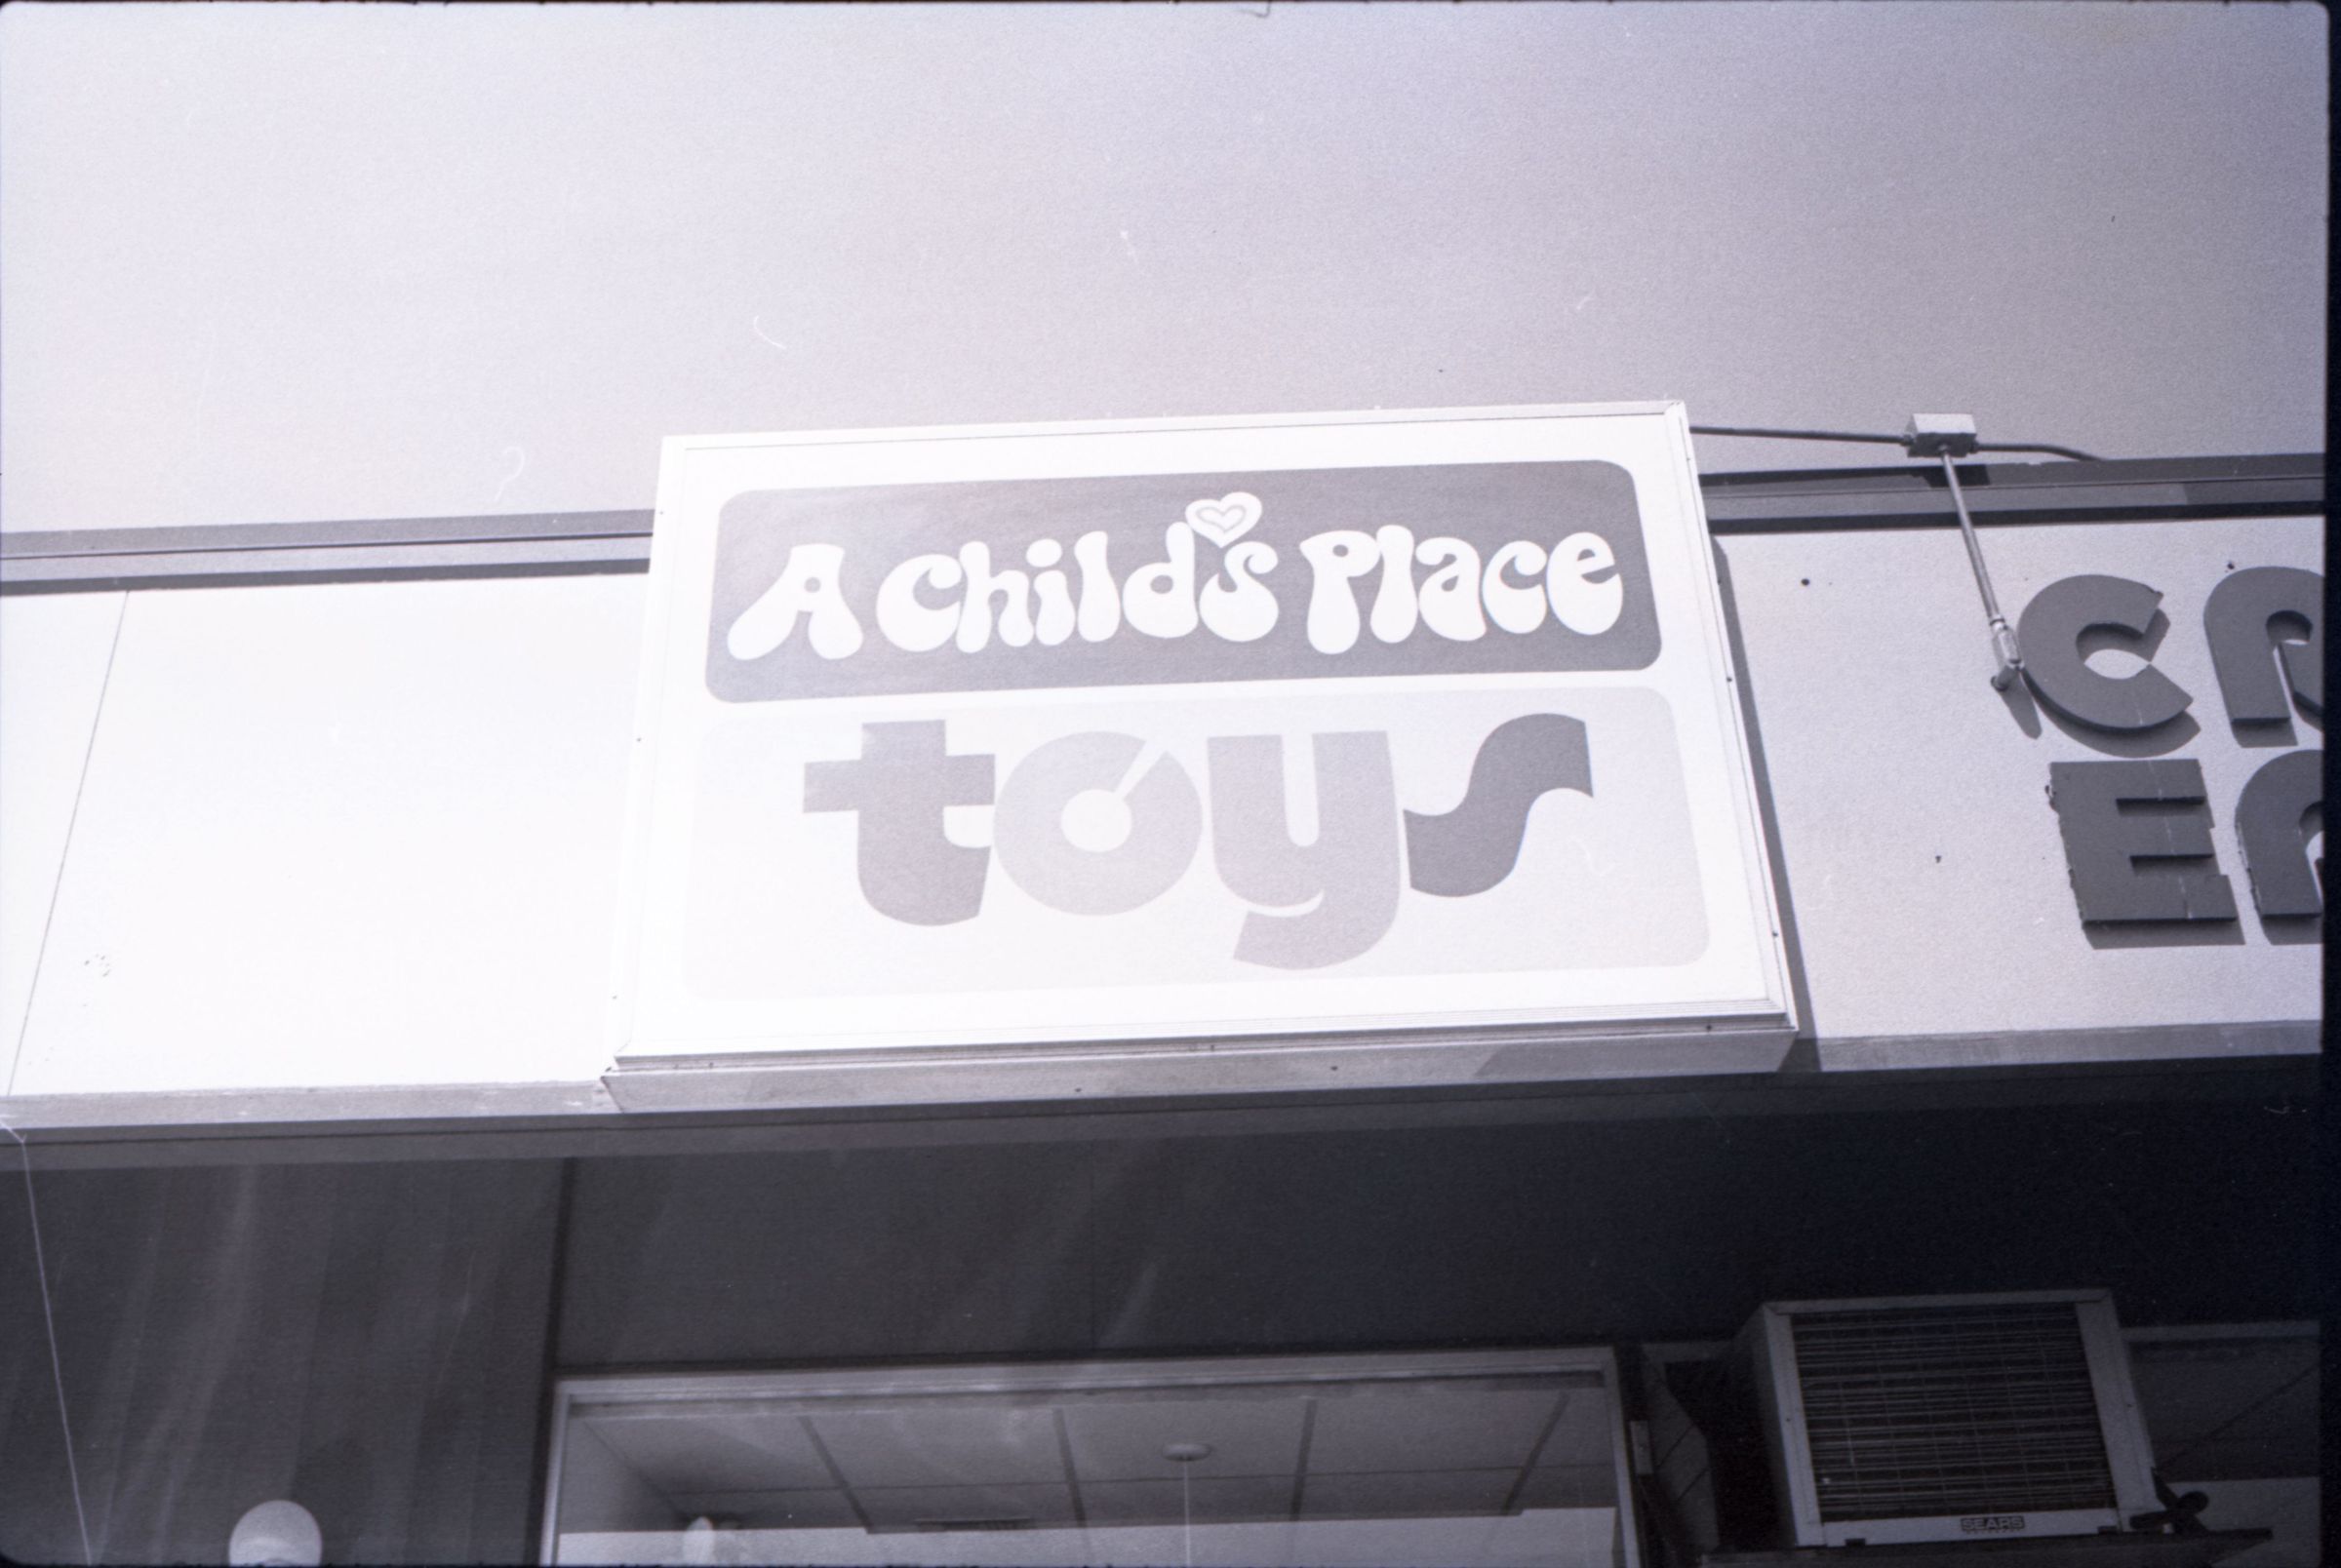 A Child's Place
toys
C
E
SEARS